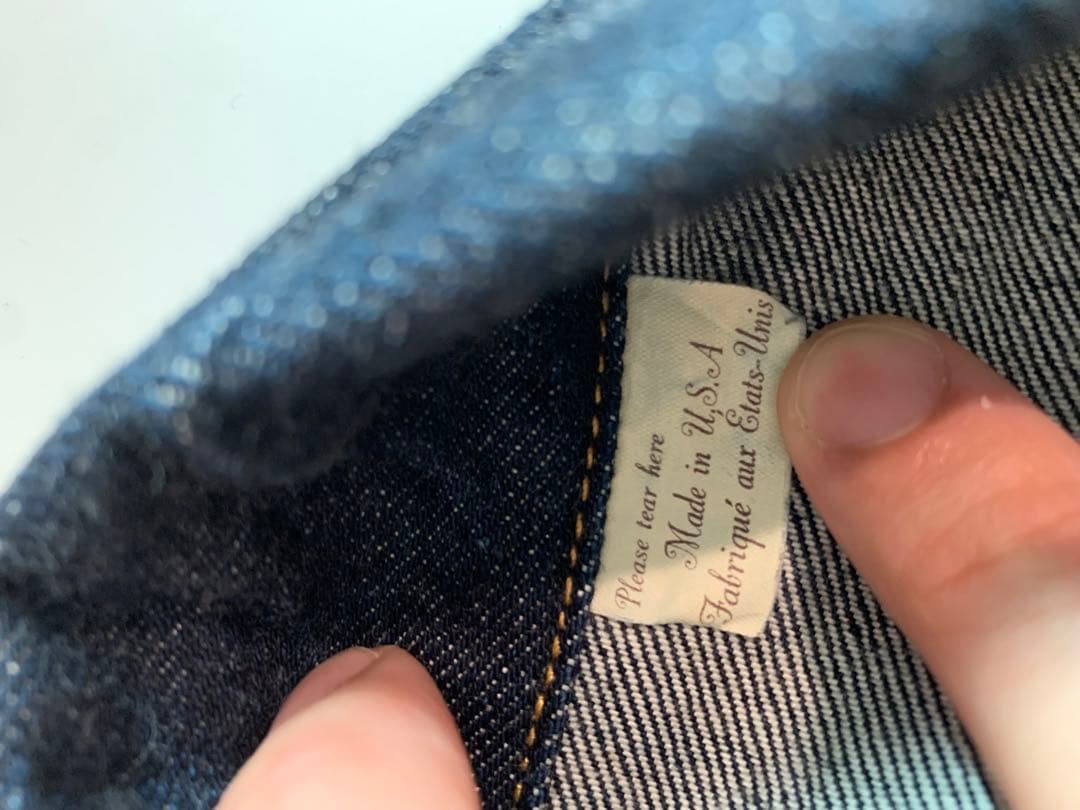 Please tear here
Made in U.S.A
Fabriqué aux Etats-Unis